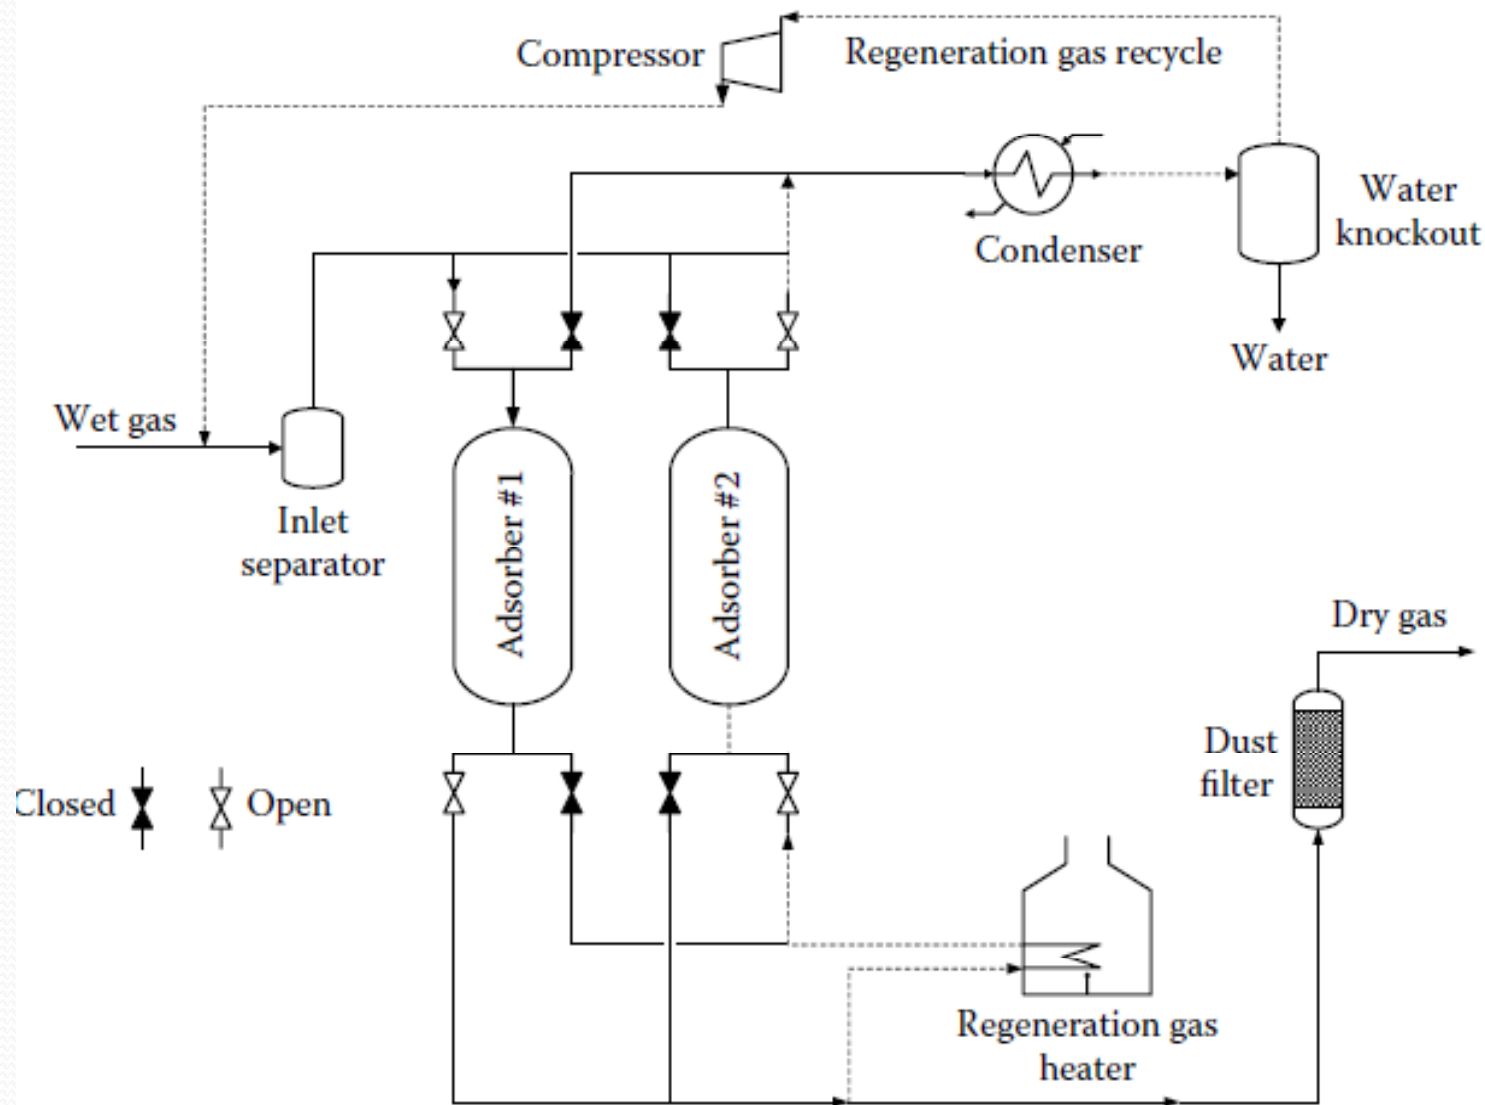 Compressor
Regeneration gas recycle
Water
knockout
Condenser
Water
Wet gas
Inlet
separator
Adsorber #1
Adsorber #2
Dry gas
Dust
filter
Closed
Open
Regeneration gas
heater